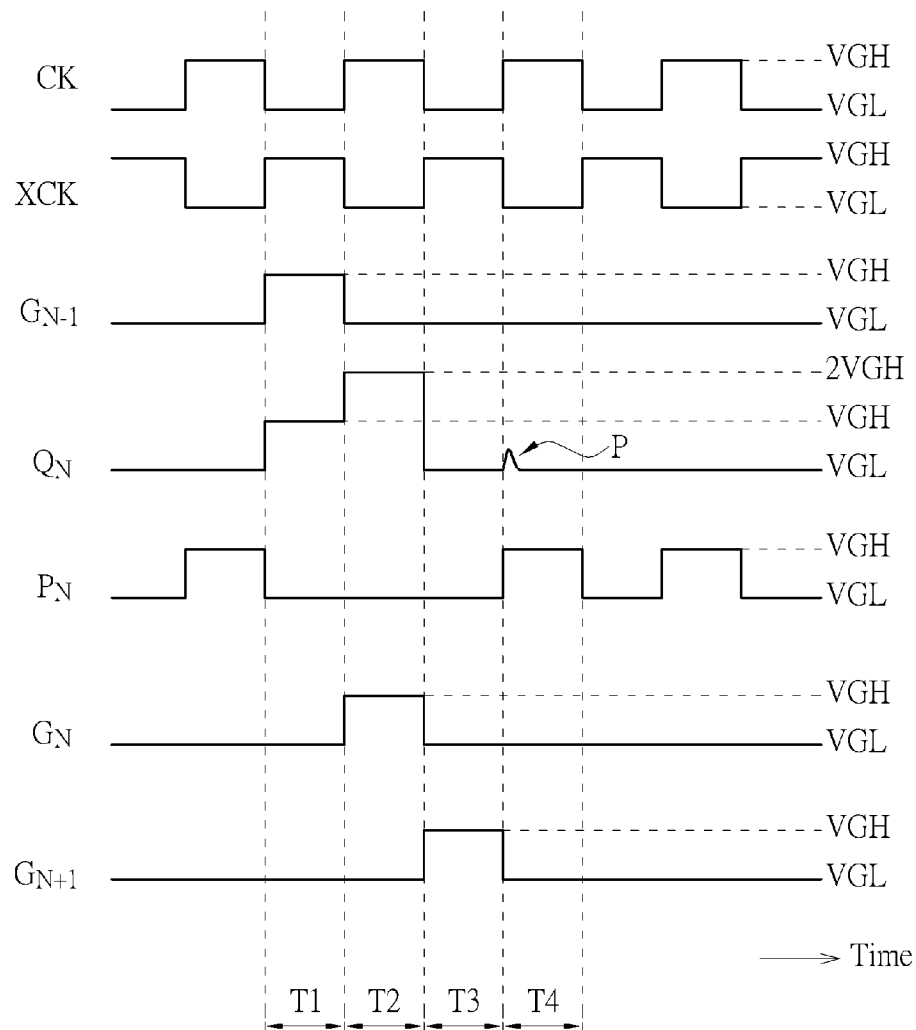 CK
VGH
VGL
XCK
VGH
VGL
GN-1
VGH
VGL
QN
2VGH
VGH
P
VGL
PN
VGH
VGL
GN
VGH
VGL
GN+1
VGH
VGL
Time
T1 T2 T3 T4